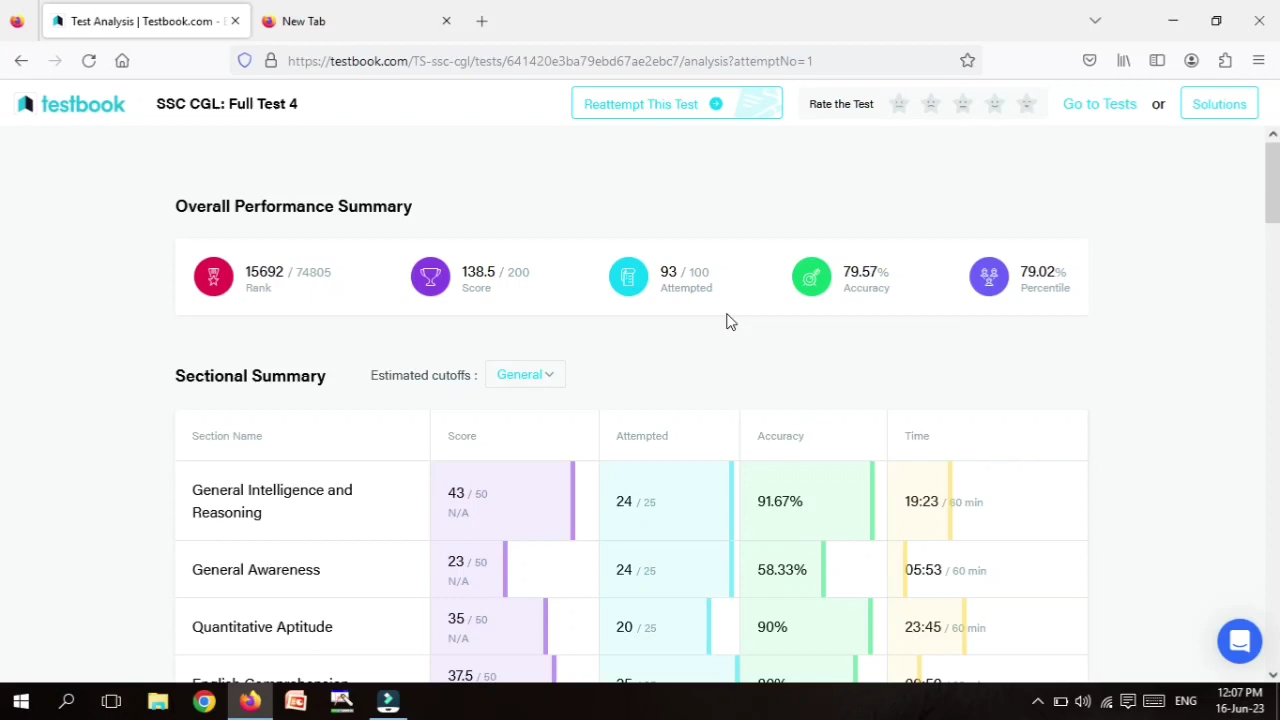 Test Analysis | Testbook.com - E
New Tab
https://testbook.com/TS-ssc-cgl/tests/641420e3ba79ebd67ae2ebc7/analysis?attemptNo=1
testbook
SSC CGL: Full Test 4
Reattempt This Test
Rate the Test
Go to Tests or Solutions
Overall Performance Summary
15692 / 74805
Rank
138.5 / 200
Score
93 / 100
Attempted
79.57%
Accuracy
79.02%
Percentile
Sectional Summary
Estimated cutoffs :
General
Section Name Score Attempted Accuracy Time
General Intelligence and
Reasoning
43 / 50
N/A
24 / 25
91.67%
19:23 / 60 min
General Awareness
23 / 50
N/A
24 / 25
58.33%
05:53 / 60 min
Quantitative Aptitude
35 / 50
N/A
20 / 25
90%
23:45 / 60 min
English Comprehension
37.5 / 50
ENG
12:07 PM
16-Jun-23